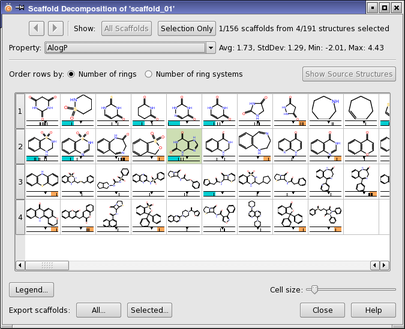 Scaffold Decomposition of 'scaffold_01'
Show: All Scaffolds Selection Only 1/156 scaffolds from 4/191 structures selected
Property: AlogP Avg: 1.73, StdDev: 1.29, Min: -2.01, Max: 4.43
Order rows by: Number of rings Number of ring systems Show Source Structures
1
2
3
4
Legend... Cell size:
Export scaffolds: All... Selected... Close Help